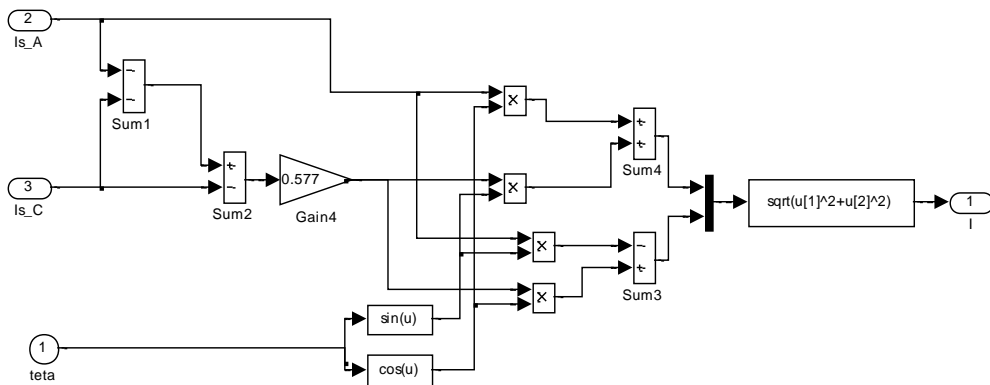 2
Is_A
−
−
Sum1
3
Is_C
+
−
Sum2
0.577
Gain4
×
×
×
×
+
+
Sum4
−
+
Sum3
sqrt(u[1]^2+u[2]^2)
1
I
sin(u)
cos(u)
1
teta